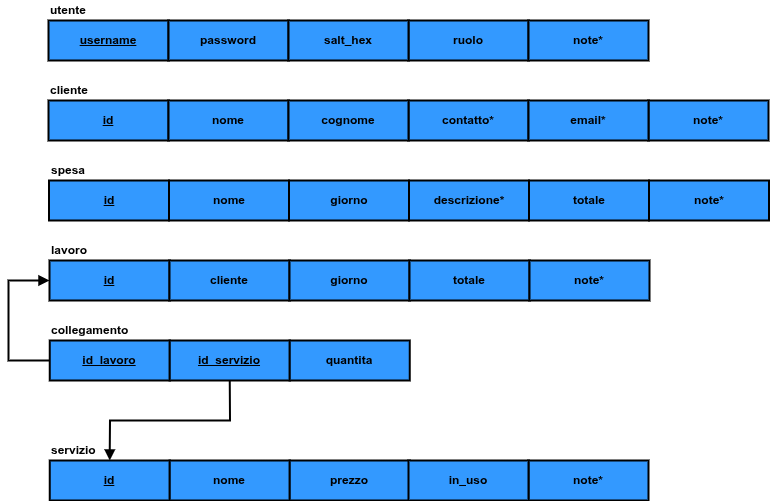 utente
username password salt_hex ruolo note*
cliente
id nome cognome contatto* email* note*
spesa
id nome giorno descrizione* totale note*
lavoro
id cliente giorno totale note*
collegamento
id_lavoro id_servizio quantita
servizio
id nome prezzo in_uso note*